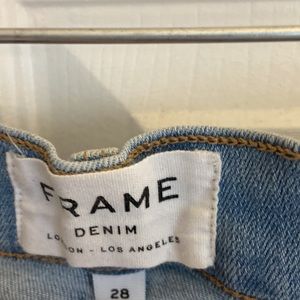 FRAME
DENIM
LONDON - LOS ANGELES
28